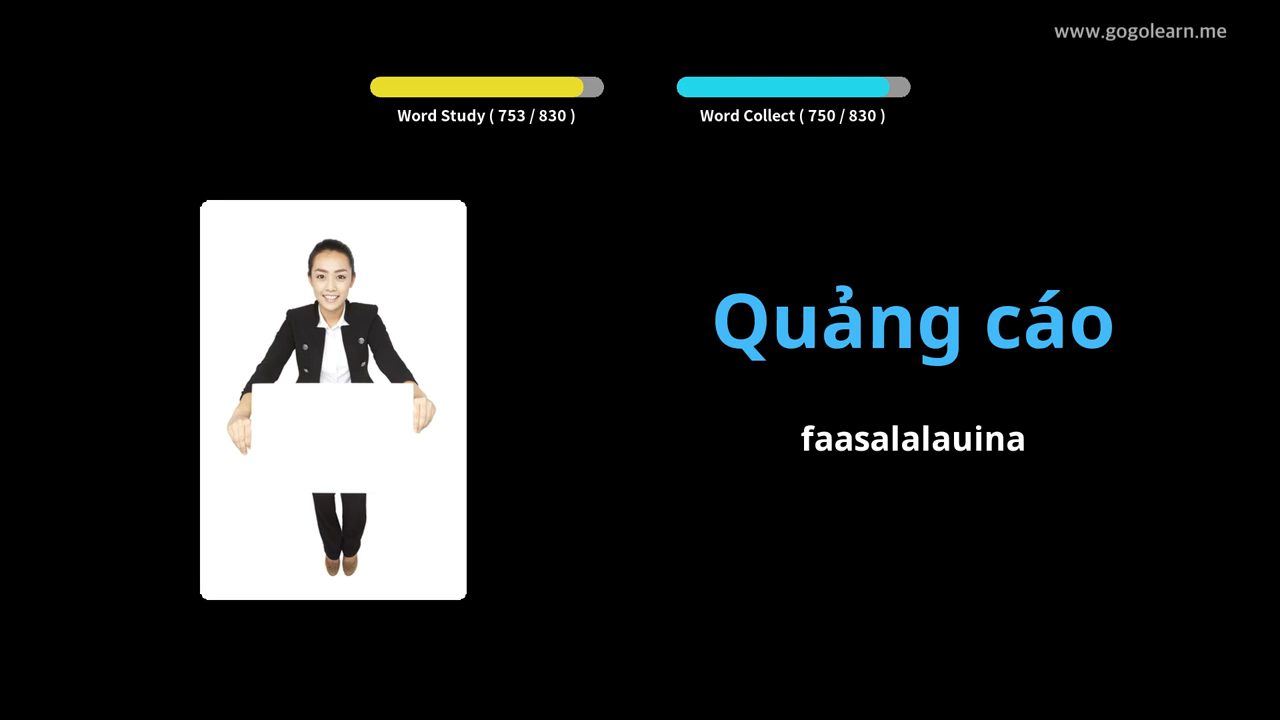 www.gogolearn.me
Word Study ( 753 / 830 )
Word Collect ( 750 / 830 )
Quảng cáo
faasalalauina